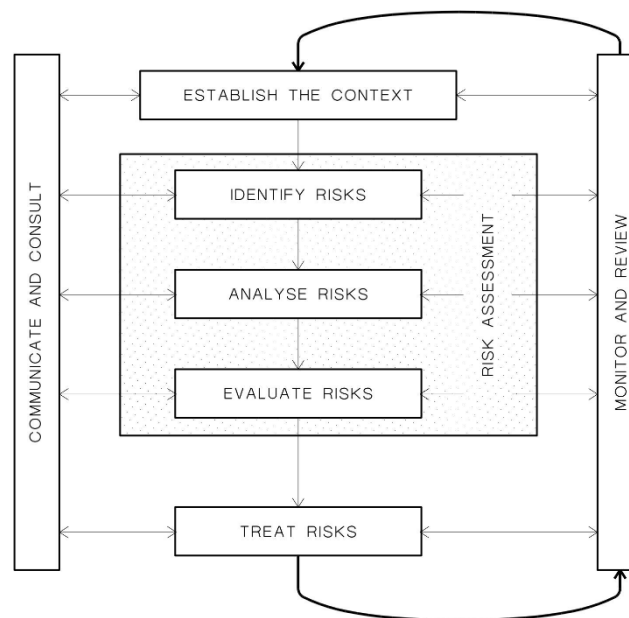 ESTABLISH THE CONTEXT
IDENTIFY RISKS
ANALYSE RISKS
EVALUATE RISKS
TREAT RISKS
COMMUNICATE AND CONSULT
RISK ASSESSMENT
MONITOR AND REVIEW